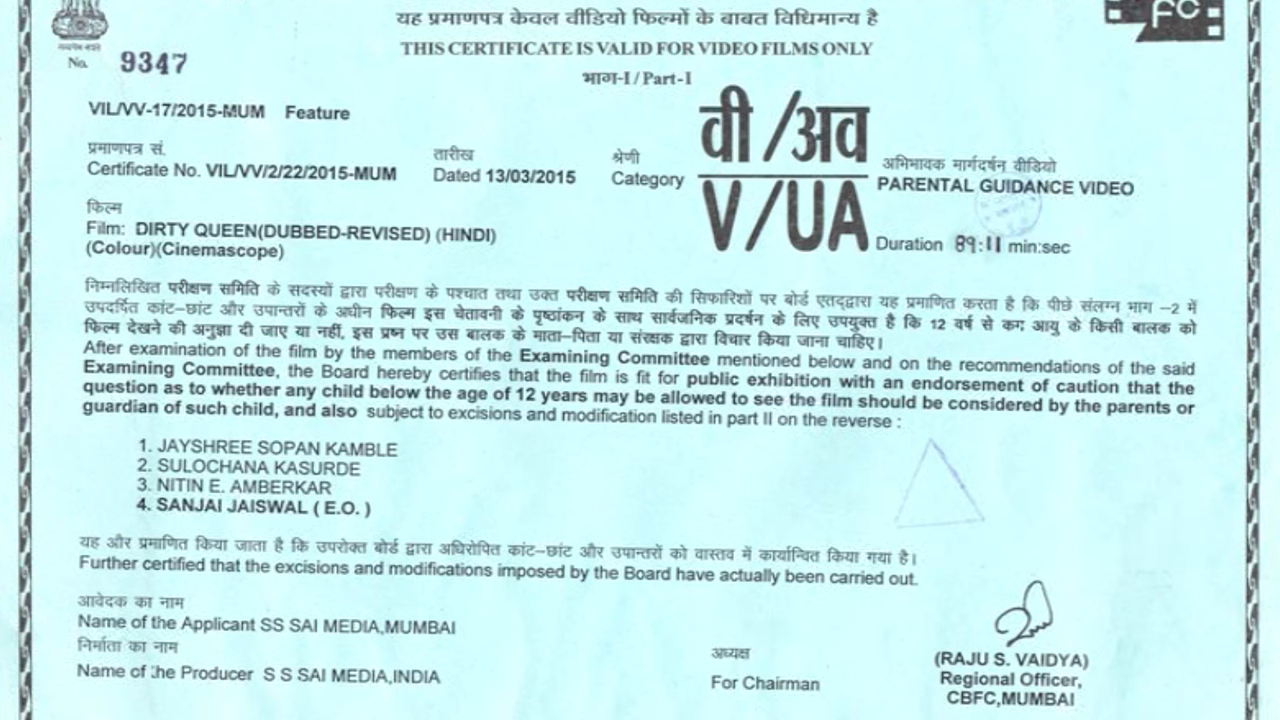 यह प्रमाणपत्र केवल वीडियो फिल्मों के बाबत विधिमान्य है
fc
THIS CERTIFICATE IS VALID FOR VIDEO FILMS ONLY
No. 9347
भाग-I / Part-I
VIL/VV-17/2015-MUM Feature
वी/अव
V/UA
प्रमाणपत्र सं. तारीख श्रेणी अभिभावक मार्गदर्षन वीडियो
Certificate No. VIL/VV/2/22/2015-MUM Dated 13/03/2015 Category PARENTAL GUIDANCE VIDEO
फिल्म
Film: DIRTY QUEEN(DUBBED-REVISED) (HINDI)
(Colour)(Cinemascope) Duration 89:11 min:sec
निम्नलिखित परीक्षण समिति के सदस्यों द्वारा परीक्षण के पश्चात तथा उक्त परीक्षण समिति की सिफारिशों पर बोर्ड एतद्द्वारा यह प्रमाणित करता है कि पीछे संलग्न भाग –2 में
उपदर्षित कांट–छांट और उपान्तरों के अधीन फिल्म इस चेतावनी के पृष्ठांकन के साथ सार्वजनिक प्रदर्षन के लिए उपयुक्त है कि 12 वर्ष से कम आयु के किसी बालक को
फिल्म देखने की अनुज्ञा दी जाए या नहीं, इस प्रष्न पर उस बालक के माता–पिता या संरक्षक द्वारा विचार किया जाना चाहिए।
After examination of the film by the members of the Examining Committee mentioned below and on the recommendations of the said
Examining Committee, the Board hereby certifies that the film is fit for public exhibition with an endorsement of caution that the
question as to whether any child below the age of 12 years may be allowed to see the film should be considered by the parents or
guardian of such child, and also subject to excisions and modification listed in part II on the reverse :
1. JAYSHREE SOPAN KAMBLE
2. SULOCHANA KASURDE
3. NITIN E. AMBERKAR
4. SANJAI JAISWAL ( E.O. )
यह और प्रमाणित किया जाता है कि उपरोक्त बोर्ड द्वारा अधिरोपित कांट–छांट और उपान्तरों को वास्तव में कार्यान्वित किया गया है।
Further certified that the excisions and modifications imposed by the Board have actually been carried out.
आवेदक का नाम
Name of the Applicant SS SAI MEDIA,MUMBAI
निर्माता का नाम
Name of the Producer S S SAI MEDIA,INDIA
अध्यक्ष
For Chairman
(RAJU S. VAIDYA)
Regional Officer,
CBFC,MUMBAI